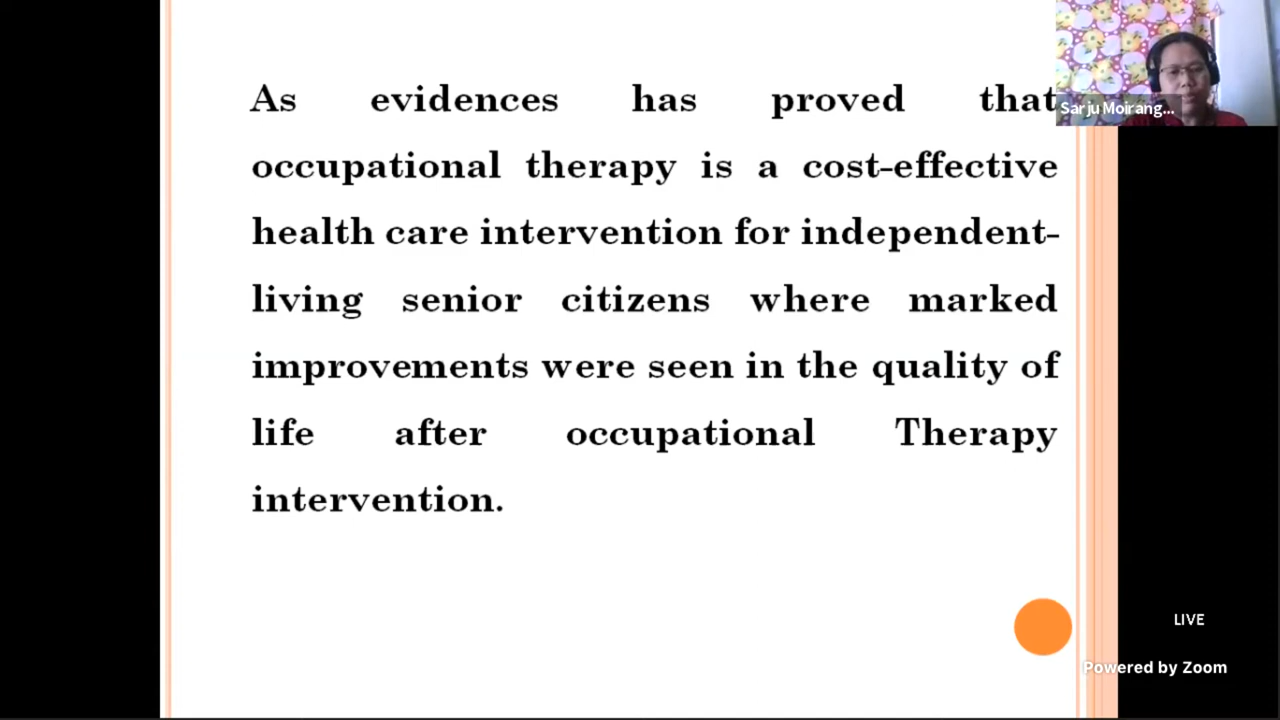 As evidences has proved that
occupational therapy is a cost-effective
health care intervention for independent-
living senior citizens where marked
improvements were seen in the quality of
life after occupational Therapy
intervention.
Sarju Moirang...
LIVE
Powered by Zoom